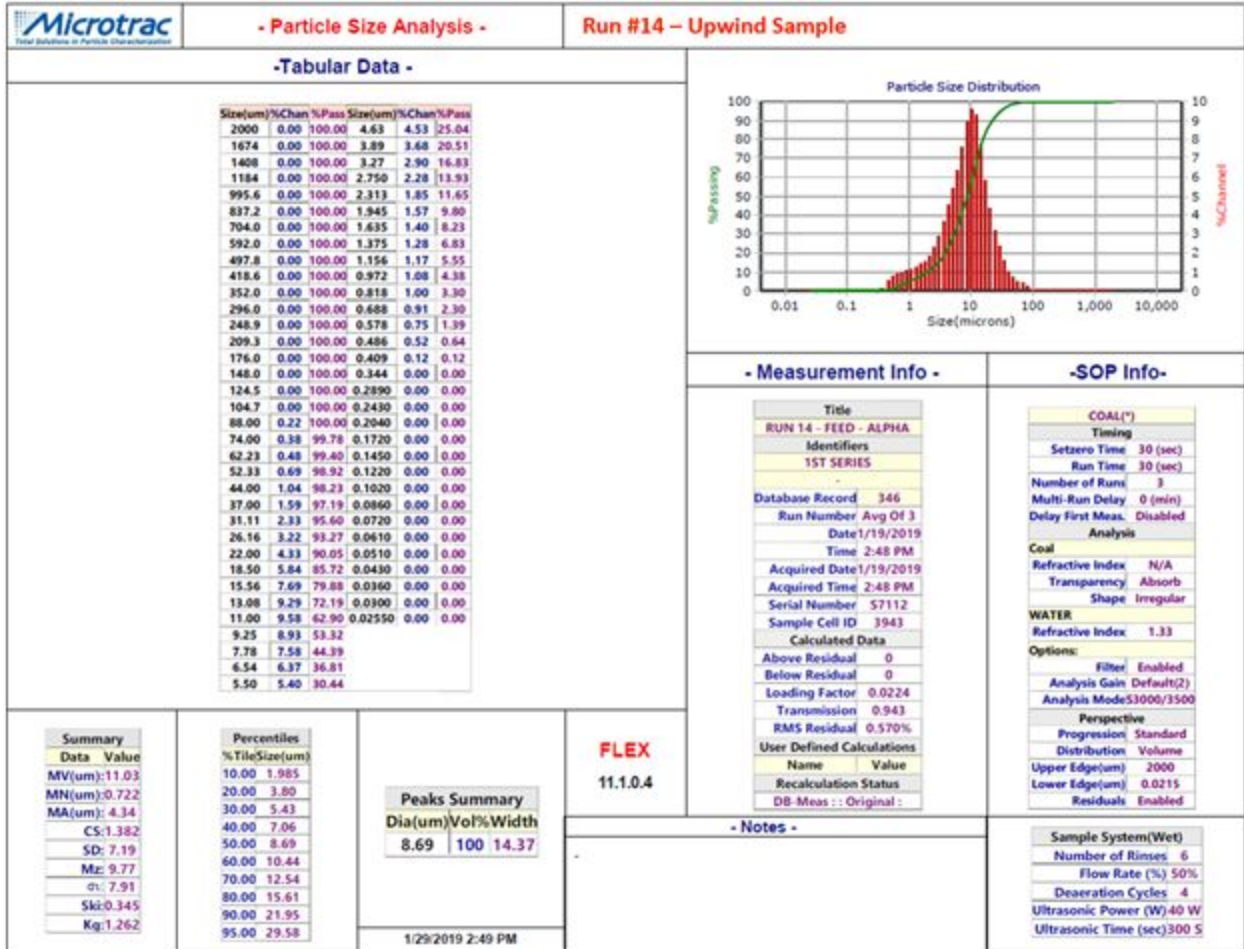 Microtrac
Total Solutions in Particle Characterization
- Particle Size Analysis -
Run #14 – Upwind Sample
-Tabular Data -
Size(um) %Chan %Pass Size(um) %Chan %Pass
2000 0.00 100.00 4.63 4.53 25.04
1674 0.00 100.00 3.89 3.68 20.51
1408 0.00 100.00 3.27 2.90 16.83
1184 0.00 100.00 2.750 2.28 13.93
995.6 0.00 100.00 2.313 1.85 11.65
837.2 0.00 100.00 1.945 1.57 9.80
704.0 0.00 100.00 1.635 1.40 8.23
592.0 0.00 100.00 1.375 1.28 6.83
497.8 0.00 100.00 1.156 1.17 5.55
418.6 0.00 100.00 0.972 1.08 4.38
352.0 0.00 100.00 0.818 1.00 3.30
296.0 0.00 100.00 0.688 0.91 2.30
248.9 0.00 100.00 0.578 0.75 1.39
209.3 0.00 100.00 0.486 0.52 0.64
176.0 0.00 100.00 0.409 0.12 0.12
148.0 0.00 100.00 0.344 0.00 0.00
124.5 0.00 100.00 0.2890 0.00 0.00
104.7 0.00 100.00 0.2430 0.00 0.00
88.00 0.22 100.00 0.2040 0.00 0.00
74.00 0.38 99.78 0.1720 0.00 0.00
62.23 0.48 99.40 0.1450 0.00 0.00
52.33 0.69 98.92 0.1220 0.00 0.00
44.00 1.04 98.23 0.1020 0.00 0.00
37.00 1.59 97.19 0.0860 0.00 0.00
31.11 2.33 95.60 0.0720 0.00 0.00
26.16 3.22 93.27 0.0610 0.00 0.00
22.00 4.33 90.05 0.0510 0.00 0.00
18.50 5.84 85.72 0.0430 0.00 0.00
15.56 7.69 79.88 0.0360 0.00 0.00
13.08 9.29 72.19 0.0300 0.00 0.00
11.00 9.58 62.90 0.02550 0.00 0.00
9.25 8.93 53.32
7.78 7.58 44.39
6.54 6.37 36.81
5.50 5.40 30.44
Particle Size Distribution
%Passing
100
90
80
70
60
50
40
30
20
10
0
10
9
8
7
6
5
4
3
2
1
0
%Channel
0.01 0.1 1 10 100 1,000 10,000
Size(microns)
- Measurement Info -
Title
RUN 14 - FEED - ALPHA
Identifiers
1ST SERIES
-
Database Record 346
Run Number Avg Of 3
Date 1/19/2019
Time 2:48 PM
Acquired Date 1/19/2019
Acquired Time 2:48 PM
Serial Number S7112
Sample Cell ID 3943
Calculated Data
Above Residual 0
Below Residual 0
Loading Factor 0.0224
Transmission 0.943
RMS Residual 0.570%
User Defined Calculations
Name Value
Recalculation Status
DB-Meas : : Original :
-SOP Info-
COAL(*)
Timing
Setzero Time 30 (sec)
Run Time 30 (sec)
Number of Runs 3
Multi-Run Delay 0 (min)
Delay First Meas. Disabled
Analysis
Coal
Refractive Index N/A
Transparency Absorb
Shape Irregular
WATER
Refractive Index 1.33
Options:
Filter Enabled
Analysis Gain Default(2)
Analysis Mode S3000/3500
Perspective
Progression Standard
Distribution Volume
Upper Edge(um) 2000
Lower Edge(um) 0.0215
Residuals Enabled
Summary
Data Value
MV(um): 11.03
MN(um): 0.722
MA(um): 4.34
CS: 1.382
SD: 7.19
Mz: 9.77
σı: 7.91
Ski: 0.345
Kg: 1.262
Percentiles
%Tile Size(um)
10.00 1.985
20.00 3.80
30.00 5.43
40.00 7.06
50.00 8.69
60.00 10.44
70.00 12.54
80.00 15.61
90.00 21.95
95.00 29.58
Peaks Summary
Dia(um) Vol% Width
8.69 100 14.37
1/29/2019 2:49 PM
FLEX
11.1.0.4
- Notes -
-
Sample System(Wet)
Number of Rinses 6
Flow Rate (%) 50%
Deaeration Cycles 4
Ultrasonic Power (W) 40 W
Ultrasonic Time (sec) 300 S